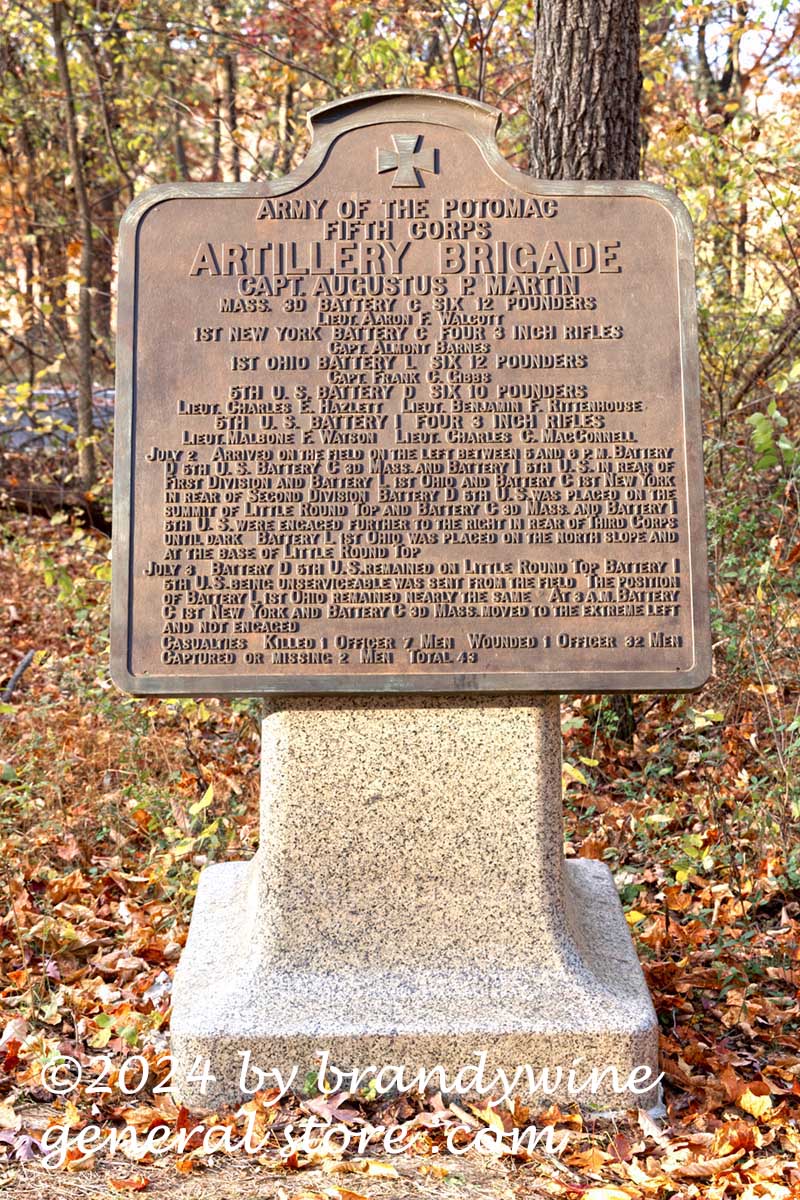 ARMY OF THE POTOMAC
FIFTH CORPS
ARTILLERY BRIGADE
CAPT. AUGUSTUS P. MARTIN
MASS. 3D BATTERY C SIX 12 POUNDERS
LIEUT. AARON F. WALCOTT
1ST NEW YORK BATTERY C FOUR 3 INCH RIFLES
CAPT. ALMONT BARNES
1ST OHIO BATTERY L SIX 12 POUNDERS
CAPT. FRANK C. GIBBS
5TH U. S. BATTERY D SIX 10 POUNDERS
LIEUT. CHARLES E. HAZLETT LIEUT. BENJAMIN F. RITTENHOUSE
5TH U. S. BATTERY I FOUR 3 INCH RIFLES
LIEUT. MALBONE F. WATSON LIEUT. CHARLES C. MACCONNELL
JULY 2 ARRIVED ON THE FIELD ON THE LEFT BETWEEN 5 AND 6 P.M. BATTERY
D 5TH U. S. BATTERY C 3D MASS. AND BATTERY I 5TH U. S. IN REAR OF
FIRST DIVISION AND BATTERY L 1ST OHIO AND BATTERY C 1ST NEW YORK
IN REAR OF SECOND DIVISION BATTERY D 5TH U. S. WAS PLACED ON THE
SUMMIT OF LITTLE ROUND TOP AND BATTERY C 3D MASS. AND BATTERY I
5TH U. S. WERE ENGAGED FURTHER TO THE RIGHT IN REAR OF THIRD CORPS
UNTIL DARK BATTERY L 1ST OHIO WAS PLACED ON THE NORTH SLOPE AND
AT THE BASE OF LITTLE ROUND TOP
JULY 3 BATTERY D 5TH U. S. REMAINED ON LITTLE ROUND TOP BATTERY I
5TH U. S. BEING UNSERVICEABLE WAS SENT FROM THE FIELD THE POSITION
OF BATTERY L 1ST OHIO REMAINED NEARLY THE SAME AT 3 A.M. BATTERY
C 1ST NEW YORK AND BATTERY C 3D MASS. MOVED TO THE EXTREME LEFT
AND NOT ENGAGED
CASUALTIES KILLED 1 OFFICER 7 MEN WOUNDED 1 OFFICER 32 MEN
CAPTURED OR MISSING 2 MEN TOTAL 43
©2024 by brandywine
general store.com